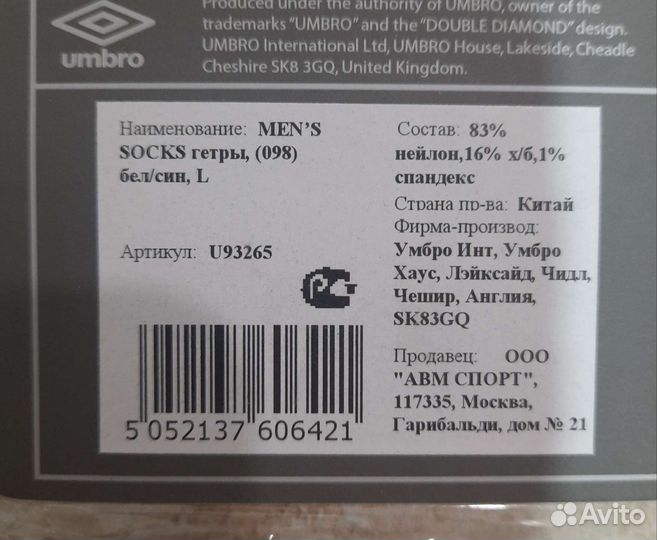 Produced under the authority of UMBRO, owner of the
trademarks "UMBRO" and the "DOUBLE DIAMOND" design.
UMBRO International Ltd, UMBRO House, Lakeside, Cheadle
Cheshire SK8 3GQ, United Kingdom.
umbro
Наименование: MEN'S
SOCKS гетры, (098)
бел/син, L
Артикул: U93265
Состав: 83%
нейлон,16% х/б,1%
спандекс
Страна пр-ва: Китай
Фирма-производ:
Умбро Инт, Умбро
Хаус, Лэйксайд, Чидл,
Чешир, Англия,
SK83GQ
Продавец: ООО
"АВМ СПОРТ",
117335, Москва,
Гарибальди, дом № 21
РСТ
5 052137 606421
Avito